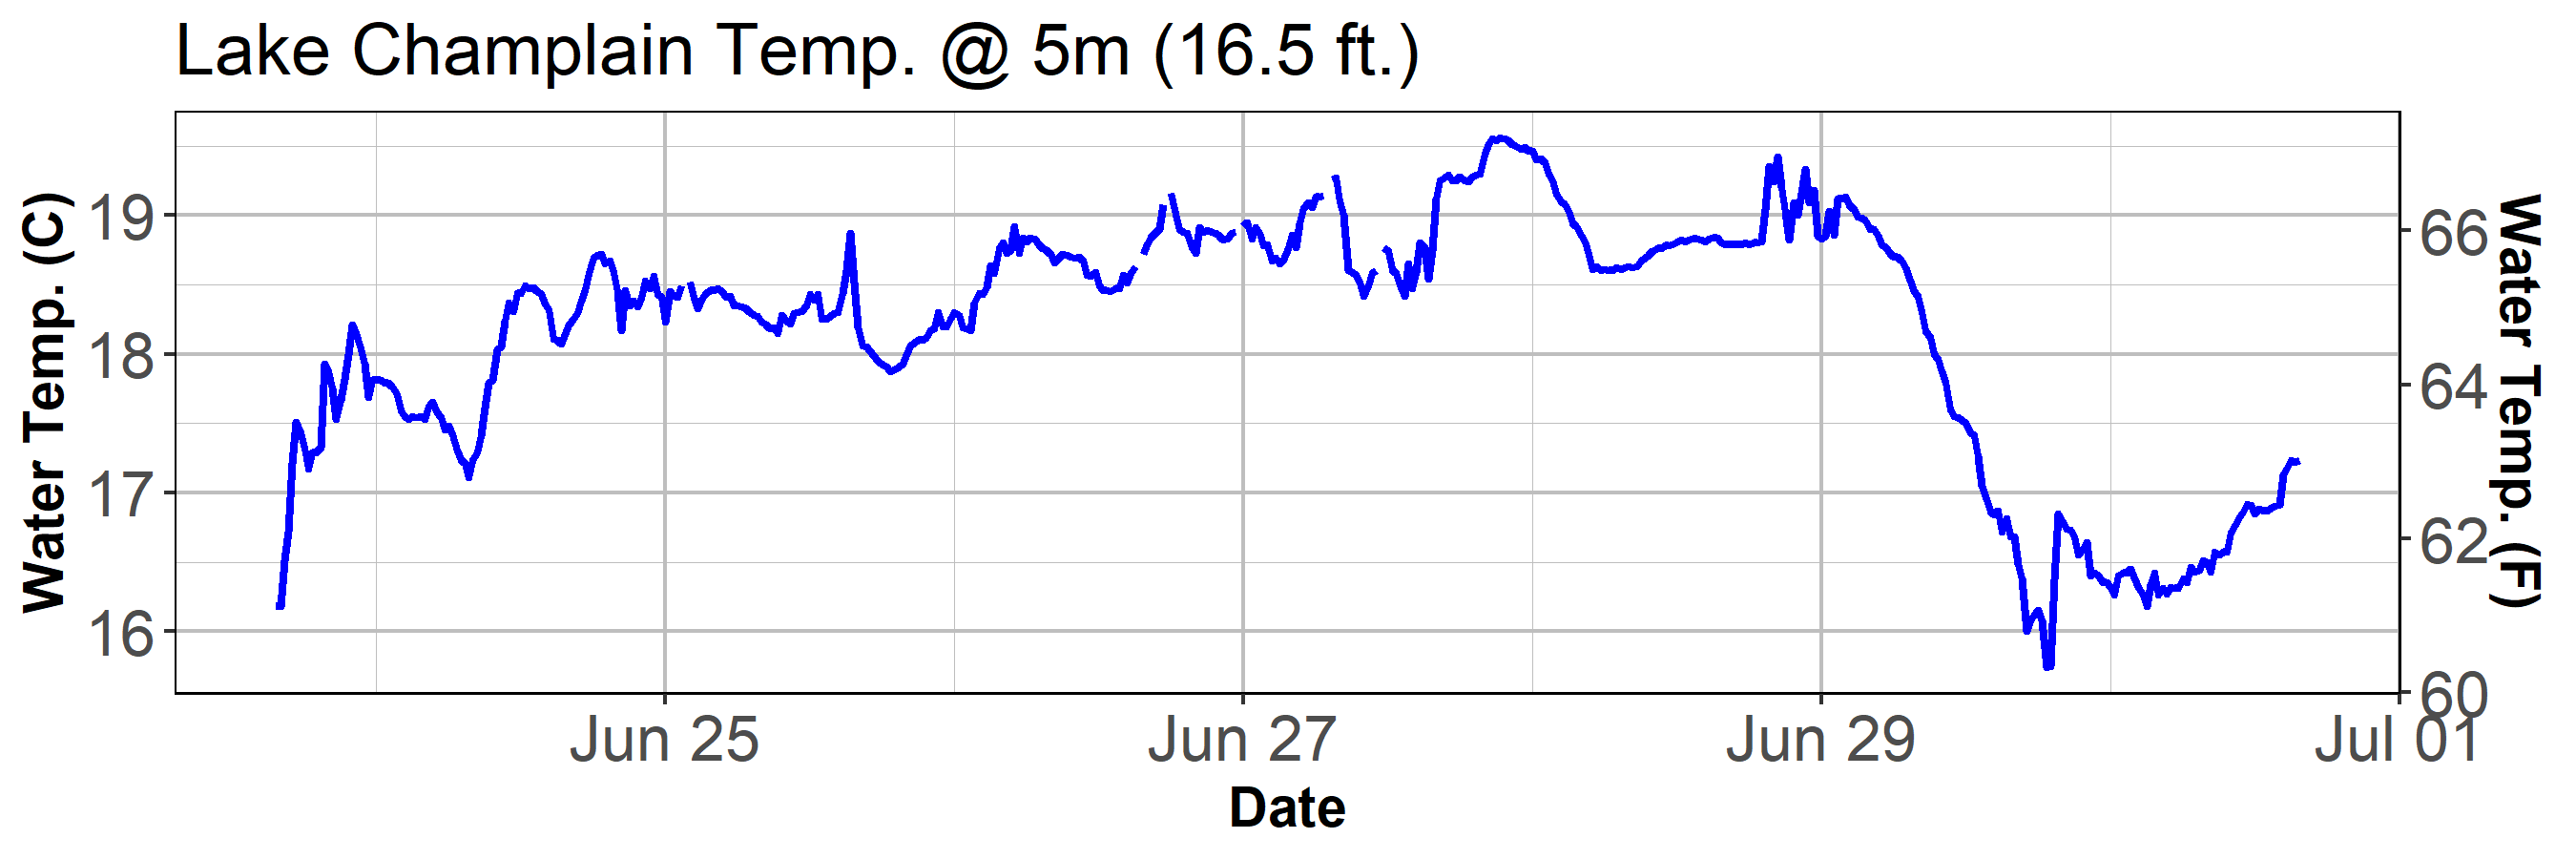 Lake Champlain Temp. @ 5m (16.5 ft.)
Water Temp. (C)
19
18
17
16
66
64
62
60
Water Temp. (F)
Jun 25
Jun 27
Jun 29
Jul 01
Date